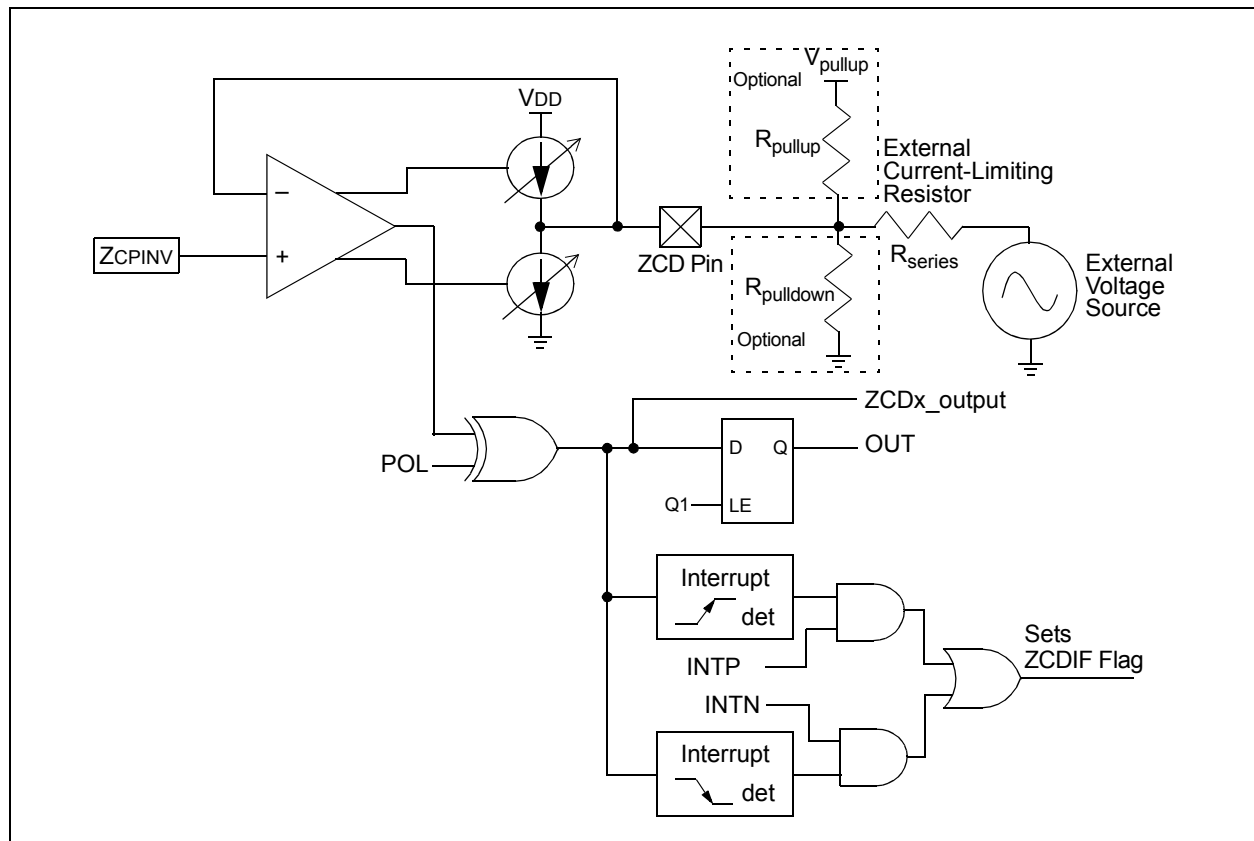 Vpullup
Optional
VDD
Rpullup
External
Current-Limiting
Resistor
−
ZCPINV
+
ZCD Pin
Rseries
Rpulldown
External
Voltage
Source
Optional
ZCDx_output
POL
D
Q
OUT
Q1
LE
Interrupt
det
INTP
Sets
ZCDIF Flag
INTN
Interrupt
det